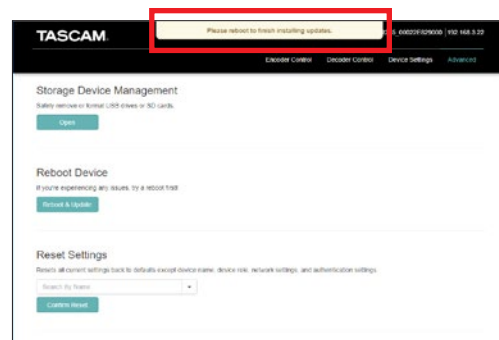 TASCAM
Please reboot to finish installing updates.
00022F829000 | 192.168.3.22
Encoder Control Decoder Control Device Settings Advanced
Storage Device Management
Safely remove or format USB drives or SD cards.
Open
Reboot Device
If you're experiencing any issues, try a reboot first!
Reboot & Update
Reset Settings
Resets all current settings back to defaults except device name, device role, network settings, and authentication settings.
Search By Name
Confirm Reset